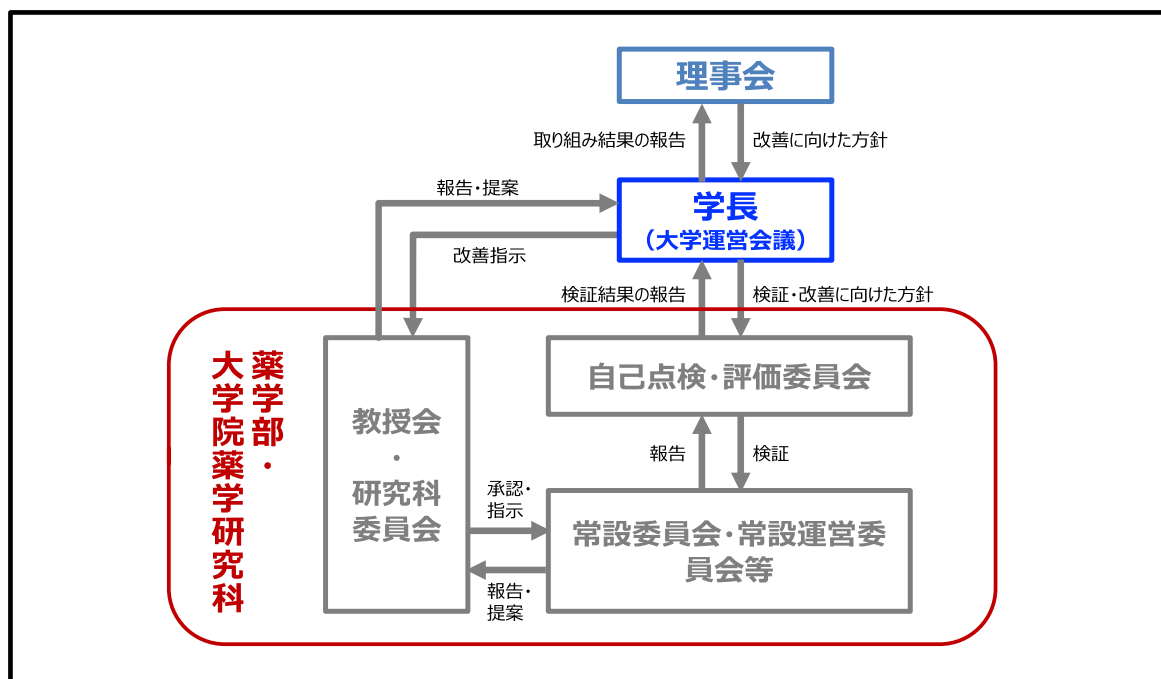 理事会
取り組み結果の報告
改善に向けた方針
報告・提案
学長
（大学運営会議）
改善指示
検証結果の報告
検証・改善に向けた方針
薬学部・
大学院薬学研究科
教授会
・
研究科
委員会
自己点検・評価委員会
報告
検証
承認・
指示
常設委員会・常設運営委
員会等
報告・
提案